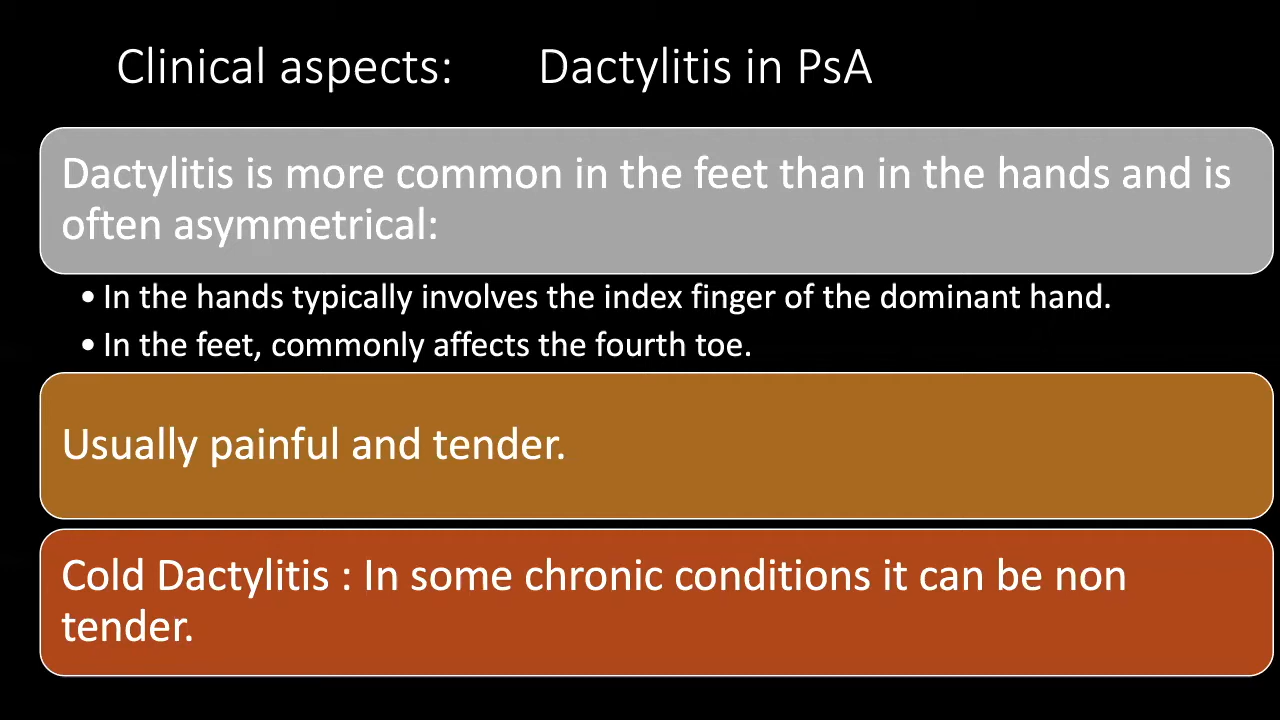 Clinical aspects: Dactylitis in PsA
Dactylitis is more common in the feet than in the hands and is
often asymmetrical:
• In the hands typically involves the index finger of the dominant hand.
• In the feet, commonly affects the fourth toe.
Usually painful and tender.
Cold Dactylitis : In some chronic conditions it can be non
tender.